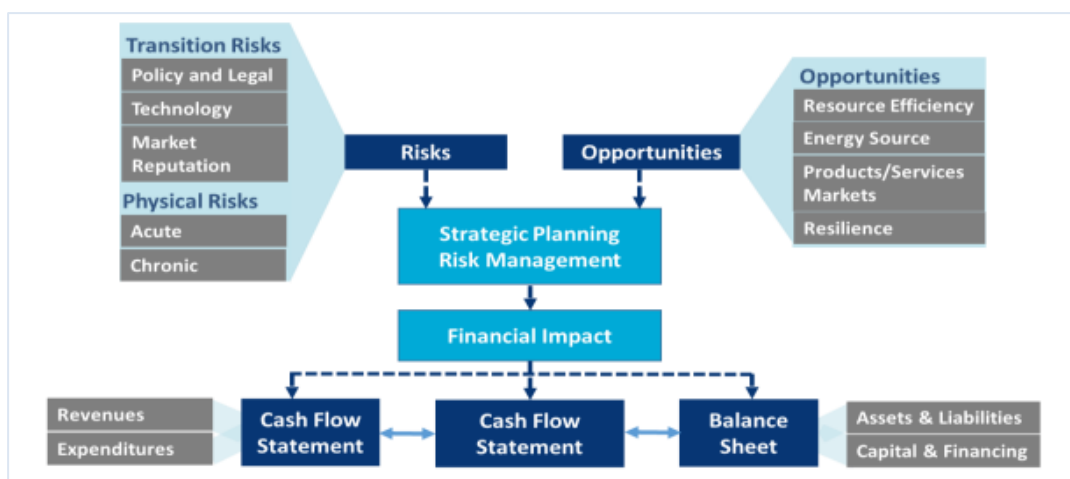 Transition Risks
Policy and Legal
Technology
Market
Reputation
Physical Risks
Acute
Chronic
Risks
Opportunities
Opportunities
Resource Efficiency
Energy Source
Products/Services
Markets
Resilience
Strategic Planning
Risk Management
Financial Impact
Revenues
Expenditures
Cash Flow
Statement
Cash Flow
Statement
Balance
Sheet
Assets & Liabilities
Capital & Financing